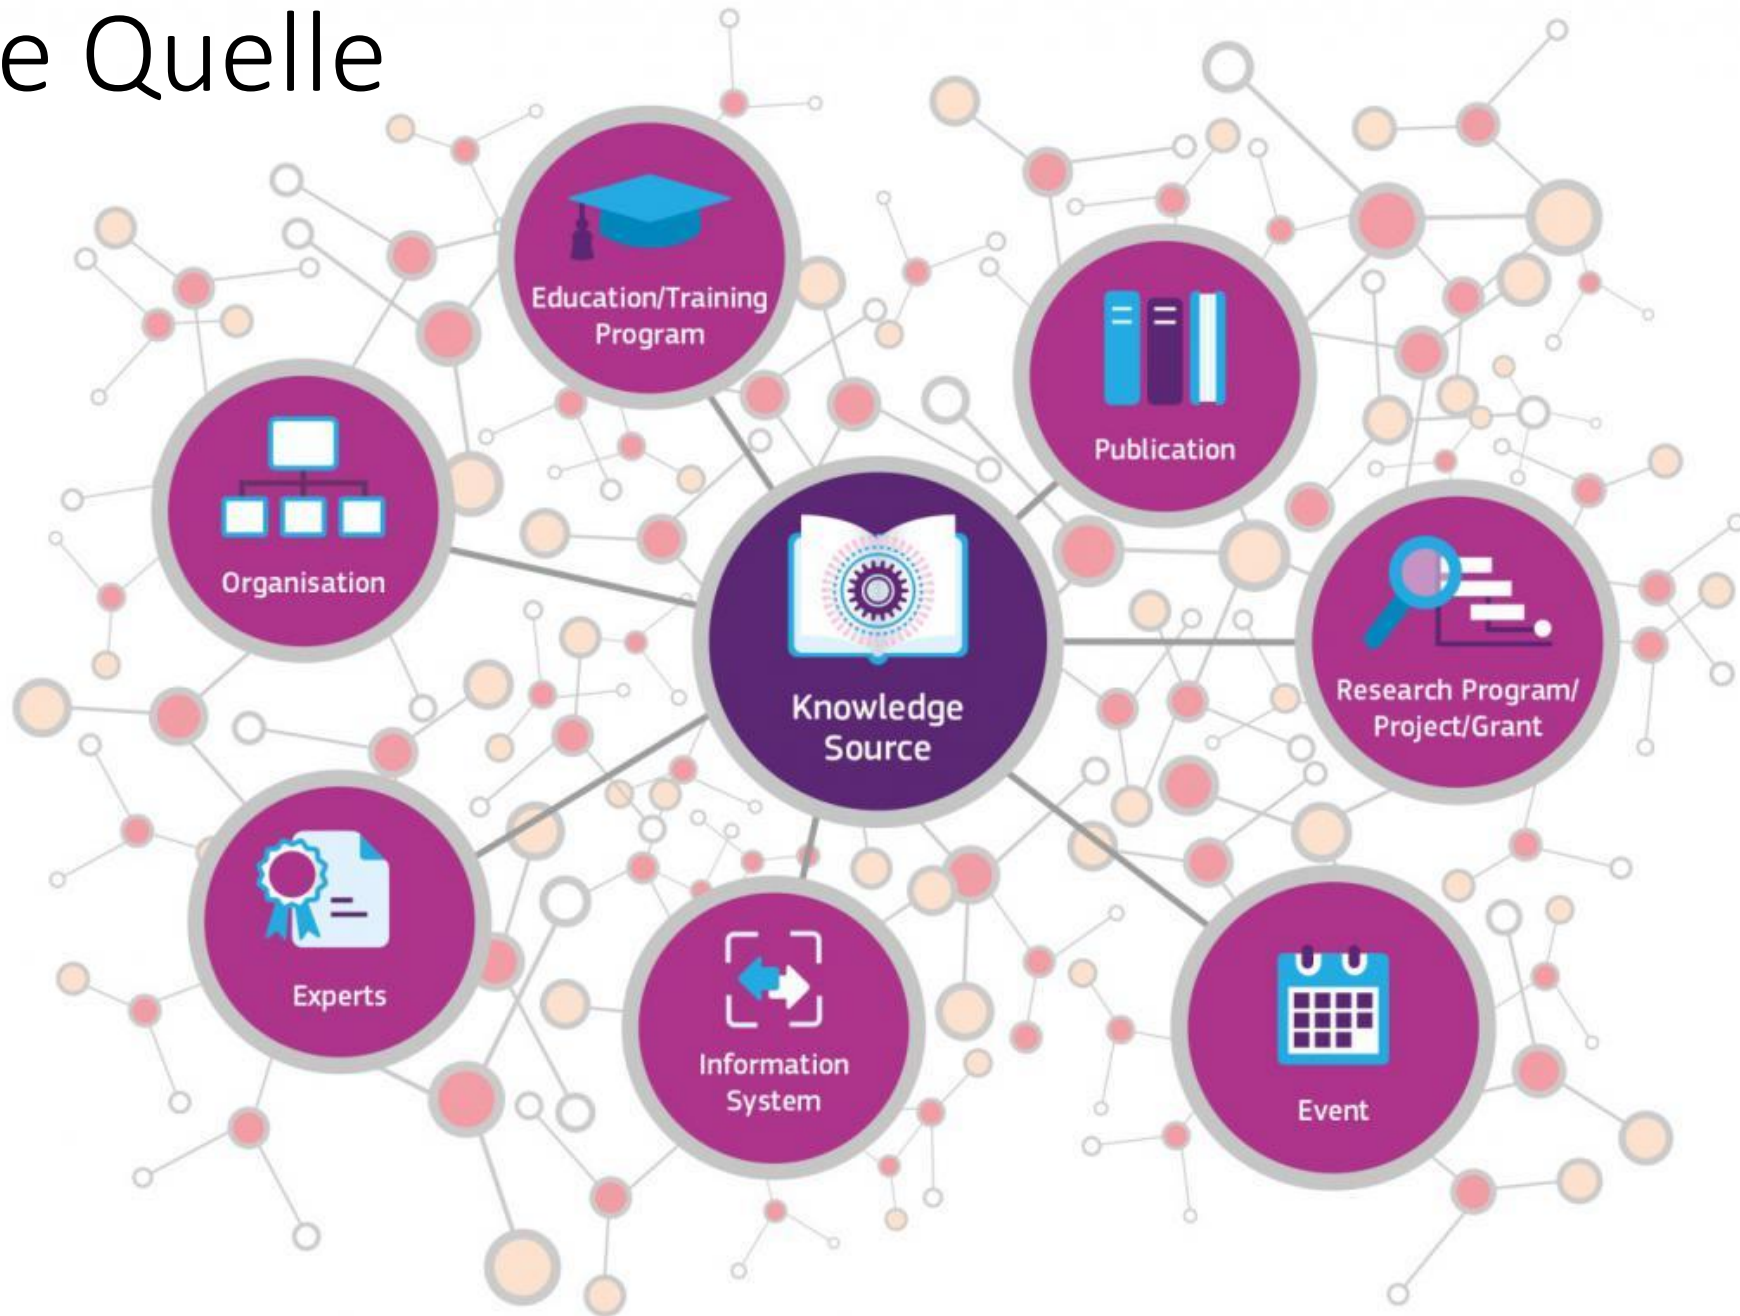 e Quelle
Education/Training
Program
Publication
Organisation
Knowledge
Source
Research Program/
Project/Grant
Experts
Information
System
Event